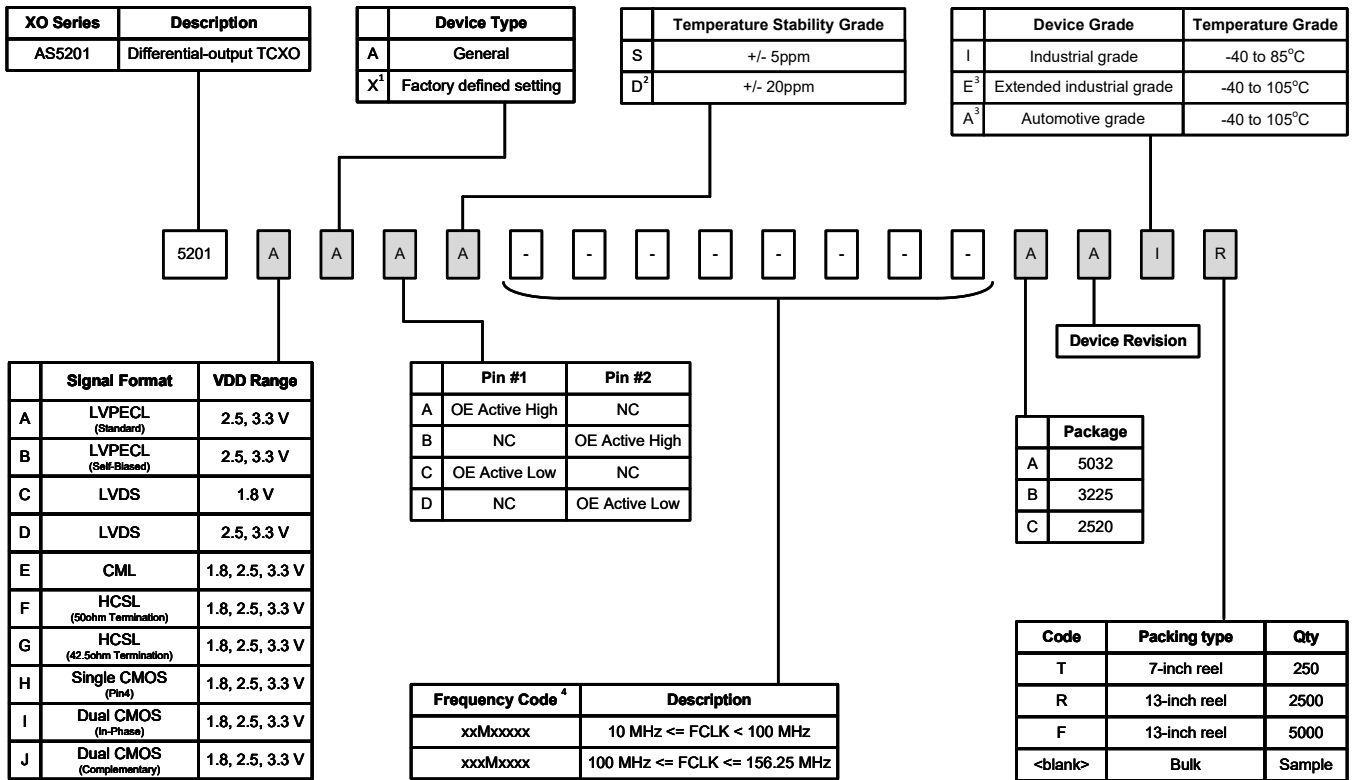 XO Series Description
AS5201 Differential-output TCXO
Device Type
A General
X1 Factory defined setting
Temperature Stability Grade
S +/- 5ppm
D2 +/- 20ppm
Device Grade Temperature Grade
I Industrial grade -40 to 85oC
E3 Extended industrial grade -40 to 105oC
A3 Automotive grade -40 to 105oC
5201 A A A A - - - - - - - - A A I R
Device Revision
Signal Format VDD Range
A LVPECL 2.5, 3.3 V
(Standard)
B LVPECL 2.5, 3.3 V
(Self-Biased)
C LVDS 1.8 V
D LVDS 2.5, 3.3 V
E CML 1.8, 2.5, 3.3 V
F HCSL 1.8, 2.5, 3.3 V
(50ohm Termination)
G HCSL 1.8, 2.5, 3.3 V
(42.5ohm Termination)
H Single CMOS 1.8, 2.5, 3.3 V
(Pin4)
I Dual CMOS 1.8, 2.5, 3.3 V
(In-Phase)
J Dual CMOS 1.8, 2.5, 3.3 V
(Complementary)
Pin #1 Pin #2
A OE Active High NC
B NC OE Active High
C OE Active Low NC
D NC OE Active Low
Package
A 5032
B 3225
C 2520
Frequency Code 4 Description
xxMxxxxx 10 MHz <= FCLK < 100 MHz
xxxMxxxx 100 MHz <= FCLK <= 156.25 MHz
Code Packing type Qty
T 7-inch reel 250
R 13-inch reel 2500
F 13-inch reel 5000
<blank> Bulk Sample